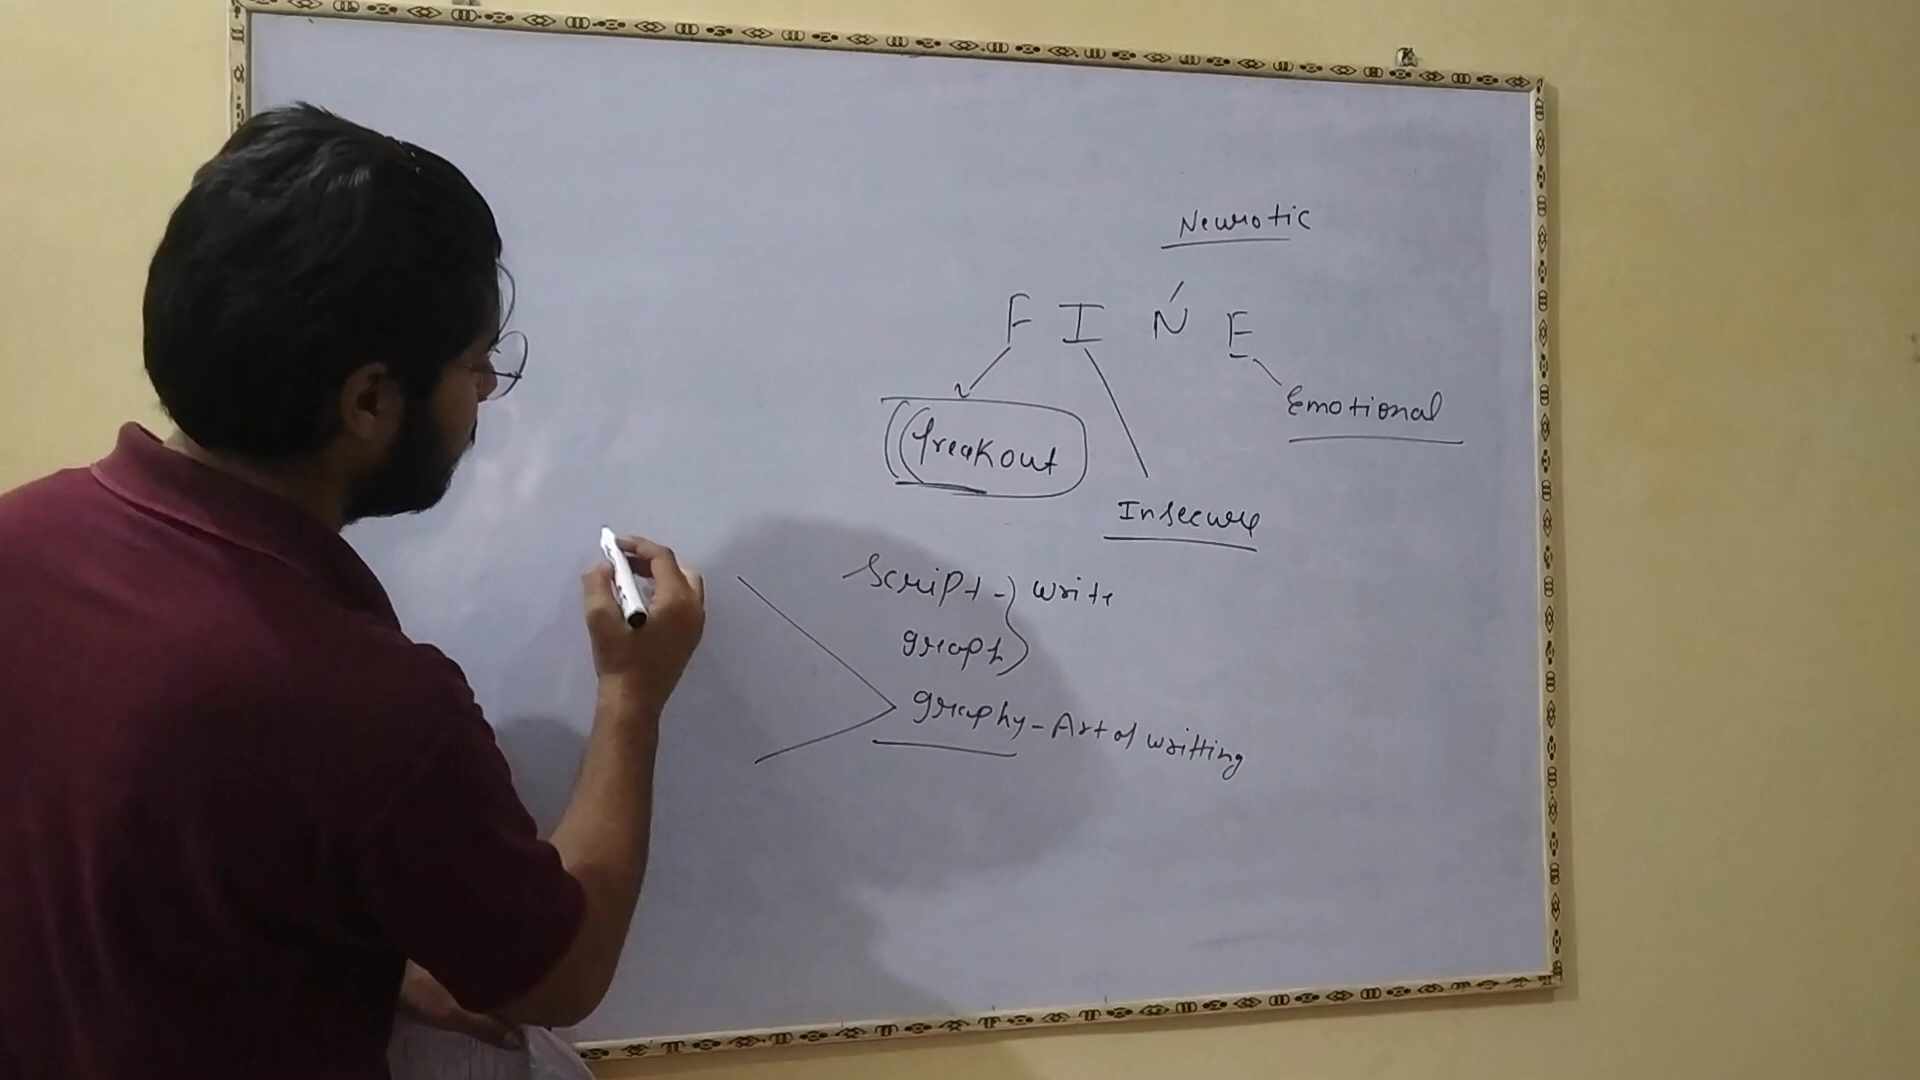 Neurotic
F I N E
Emotional
freakout
Insecure
Script - write
graph
graphy - Art of writting